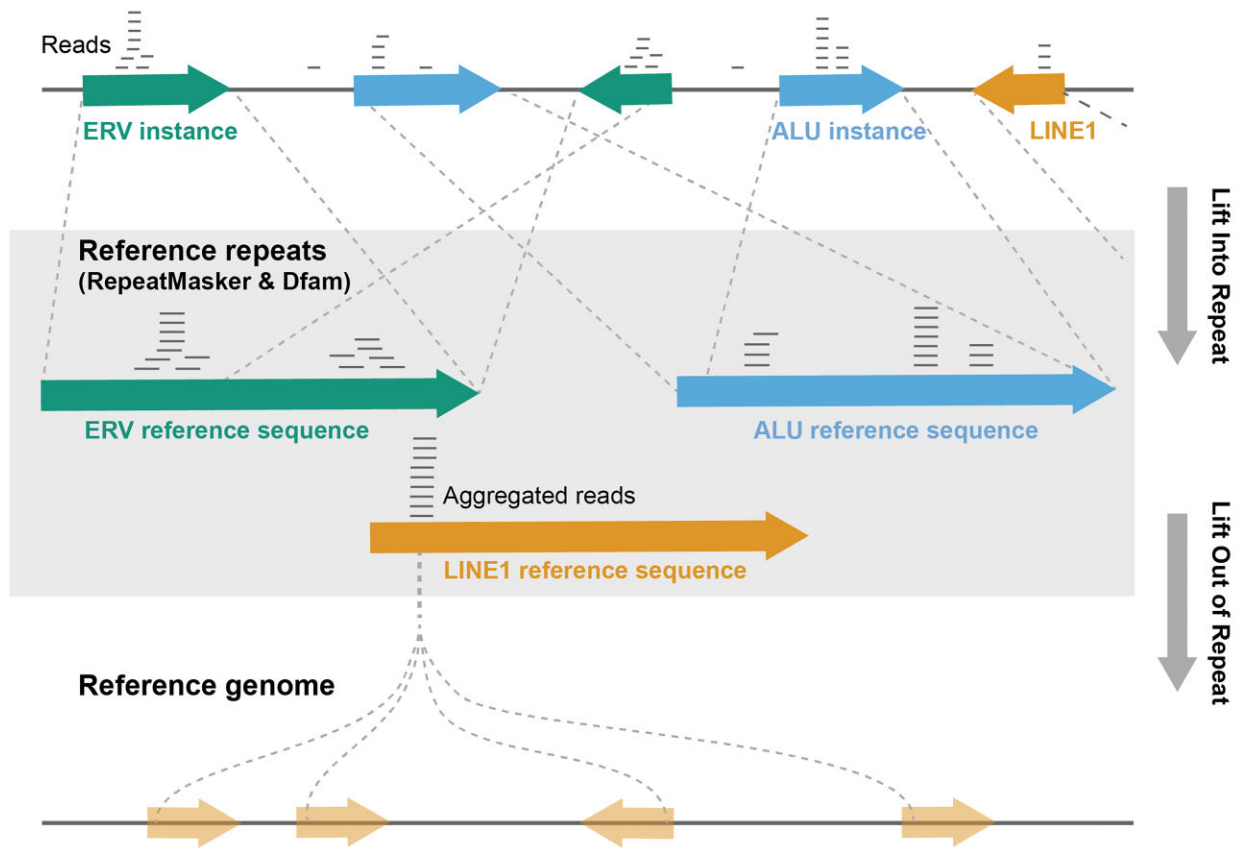 Reads
ERV instance
ALU instance
LINE1
Lift Into Repeat
Reference repeats
(RepeatMasker & Dfam)
ERV reference sequence
ALU reference sequence
Aggregated reads
LINE1 reference sequence
Lift Out of Repeat
Reference genome